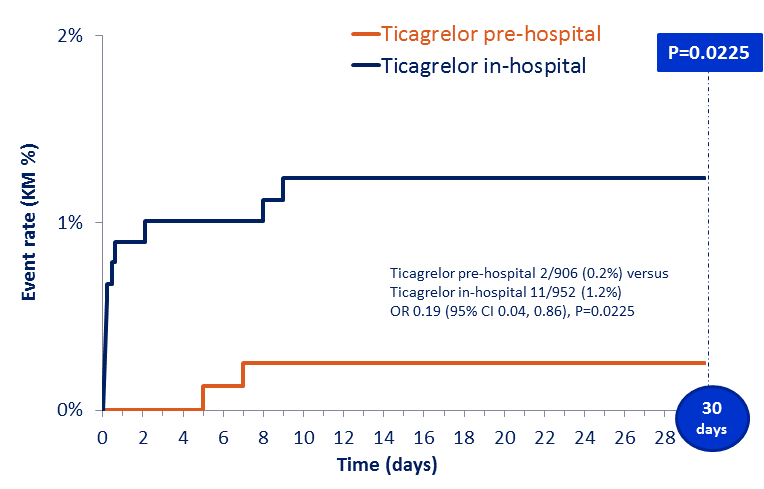 Ticagrelor pre-hospital
Ticagrelor in-hospital
P=0.0225
2%
1%
0%
Event rate (KM %)
Ticagrelor pre-hospital 2/906 (0.2%) versus
Ticagrelor in-hospital 11/952 (1.2%)
OR 0.19 (95% CI 0.04, 0.86), P=0.0225
0 2 4 6 8 10 12 14 16 18 20 22 24 26 28
30
days
Time (days)